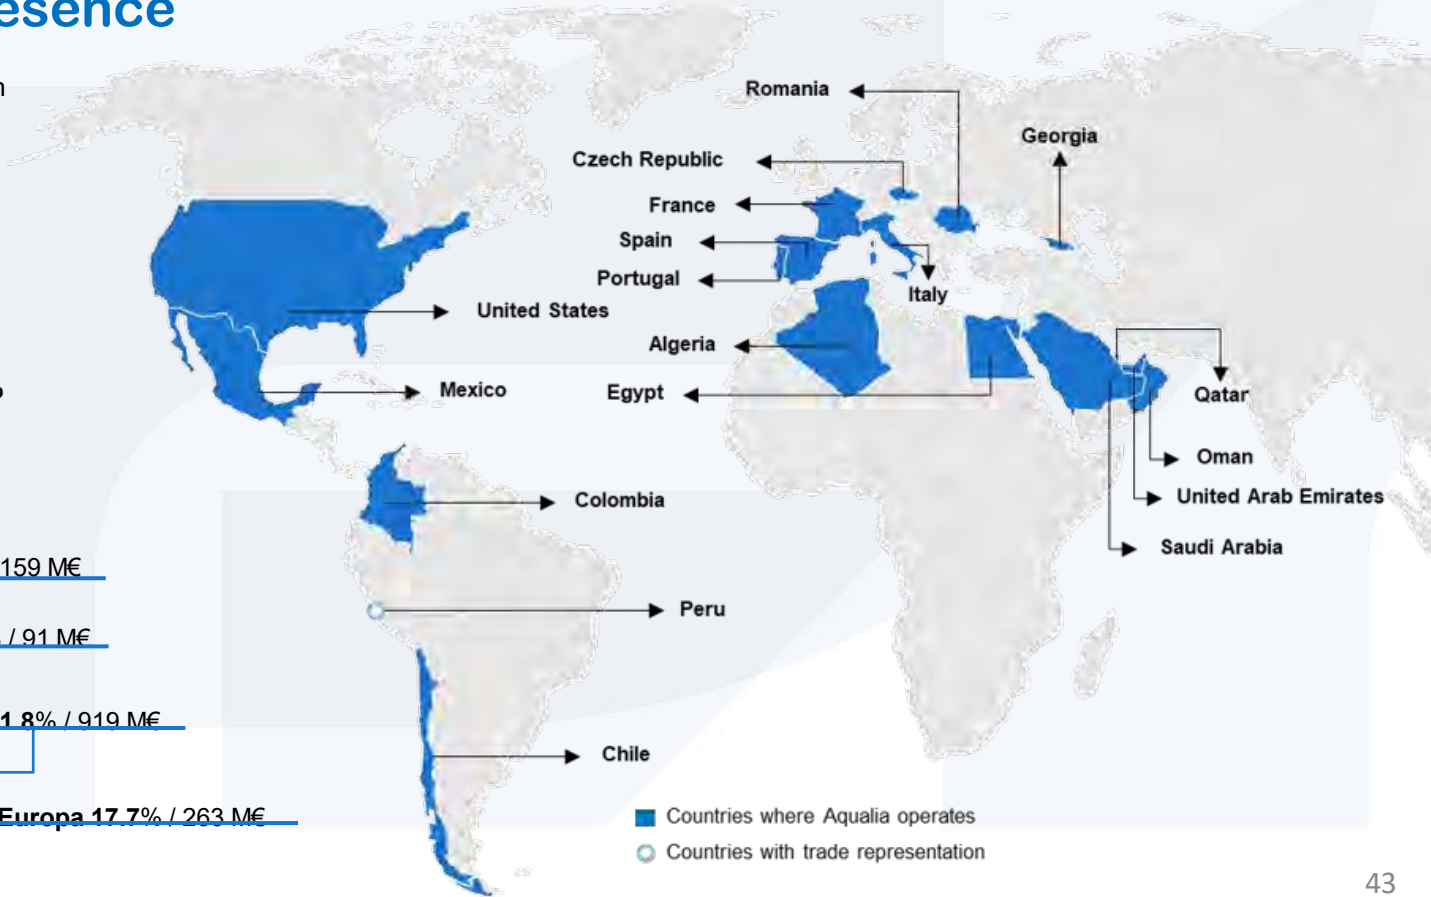 esence
Romania
Georgia
Czech Republic
France
Spain
Portugal
Italy
United States
Algeria
Mexico
Egypt
Qatar
Oman
United Arab Emirates
Colombia
Saudi Arabia
159 M€
Peru
/ 91 M€
1.8% / 919 M€
Chile
Europa 17.7% / 263 M€
Countries where Aqualia operates
Countries with trade representation
43